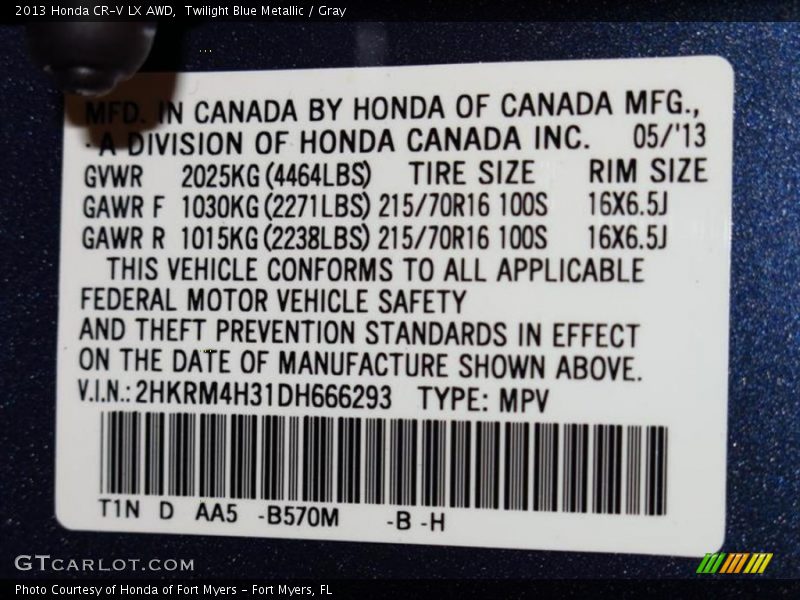 2013 Honda CR-V LX AWD,  Twilight Blue Metallic / Gray
MFD. IN CANADA BY HONDA OF CANADA MFG.,
A DIVISION OF HONDA CANADA INC. 05/'13
GVWR 2025KG (4464LBS) TIRE SIZE RIM SIZE
GAWR F 1030KG (2271LBS) 215/70R16 100S 16X6.5J
GAWR R 1015KG (2238LBS) 215/70R16 100S 16X6.5J
THIS VEHICLE CONFORMS TO ALL APPLICABLE
FEDERAL MOTOR VEHICLE SAFETY
AND THEFT PREVENTION STANDARDS IN EFFECT
ON THE DATE OF MANUFACTURE SHOWN ABOVE.
V.I.N.: 2HKRM4H31DH666293 TYPE: MPV
T1N D AA5 -B570M -B -H
GTCARLOT.COM
Photo Courtesy of Honda of Fort Myers - Fort Myers, FL